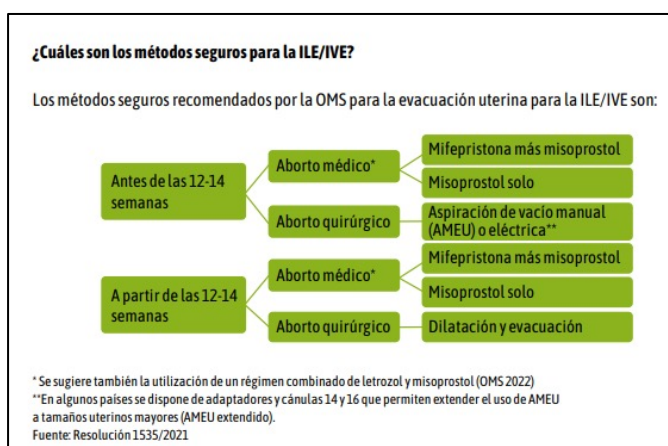 ¿Cuáles son los métodos seguros para la ILE/IVE?
Los métodos seguros recomendados por la OMS para la evacuación uterina para la ILE/IVE son:
Antes de las 12-14
semanas
Aborto médico*
Mifepristona más misoprostol
Misoprostol solo
Aborto quirúrgico
Aspiración de vacío manual
(AMEU) o eléctrica**
A partir de las 12-14
semanas
Aborto médico*
Mifepristona más misoprostol
Misoprostol solo
Aborto quirúrgico
Dilatación y evacuación
* Se sugiere también la utilización de un régimen combinado de letrozol y misoprostol (OMS 2022)
**En algunos países se dispone de adaptadores y cánulas 14 y 16 que permiten extender el uso de AMEU
a tamaños uterinos mayores (AMEU extendido).
Fuente: Resolución 1535/2021